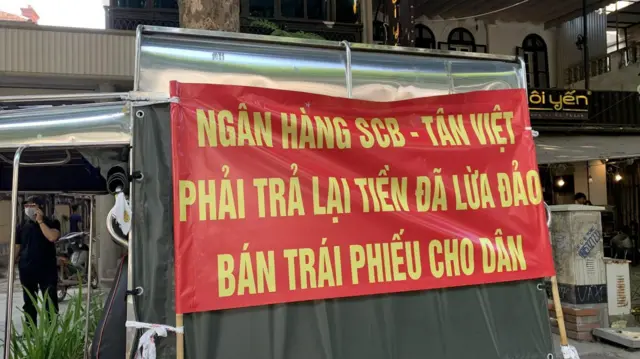 NGÂN HÀNG SCB - TÂN VIỆT
PHẢI TRẢ LẠI TIỀN ĐÃ LỪA ĐẢO
BÁN TRÁI PHIẾU CHO DÂN
ôi yến